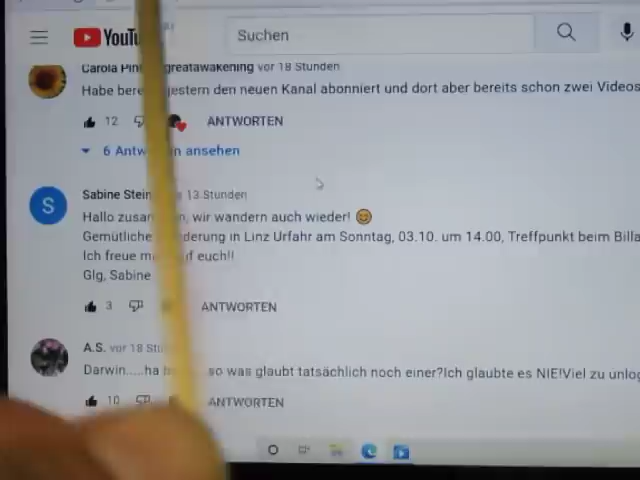 YouTu
Suchen
Carola Pin greatawakening vor 18 Stunden
Habe bere gestern den neuen Kanal abonniert und dort aber bereits schon zwei Videos
12 ANTWORTEN
6 Antw n ansehen
S
Sabine Stein 13 Stunden
Hallo zusam n, wir wandern auch wieder! 😊
Gemütliche derung in Linz Urfahr am Sonntag, 03.10. um 14.00, Treffpunkt beim Billa
Ich freue m uf euch!!
Glg, Sabine
3 ANTWORTEN
A.S. vor 18 Stu
Darwin.....ha so was glaubt tatsächlich noch einer?Ich glaubte es NIE!Viel zu unlog
10 ANTWORTEN